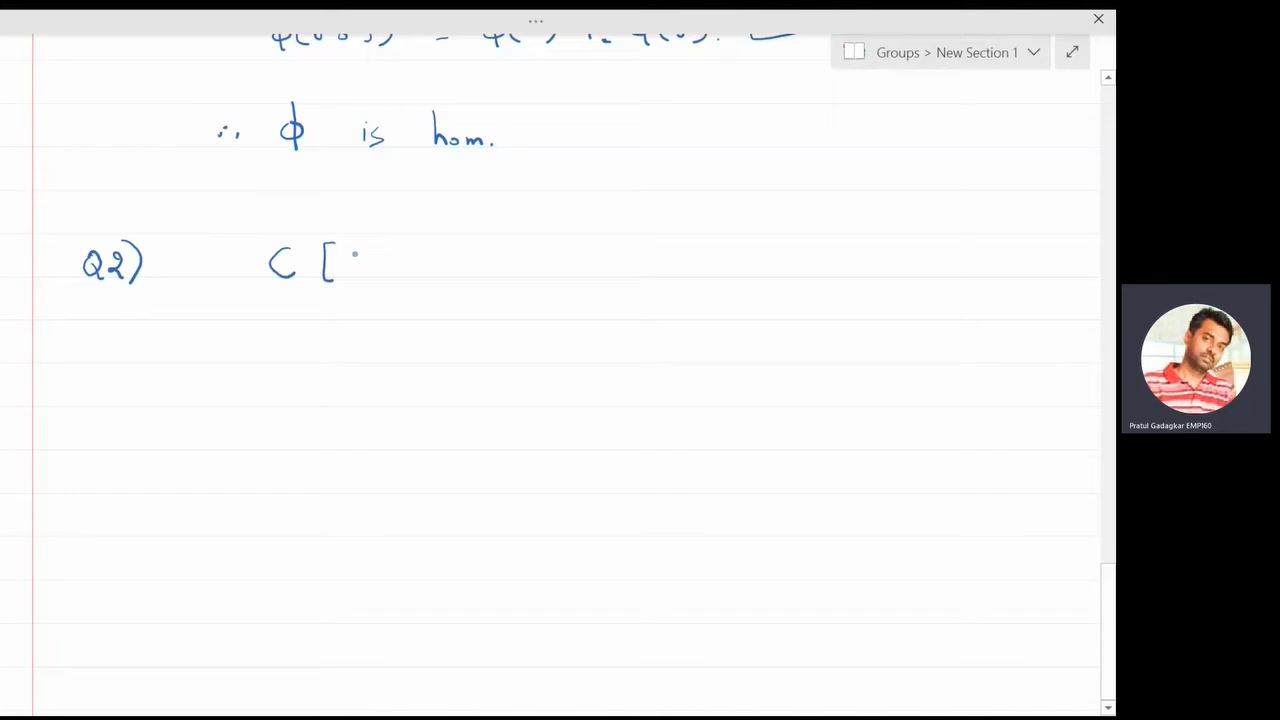 Groups > New Section 1
∴ ϕ is hom.
Q2) C [
Pratul Gadagkar EMP160